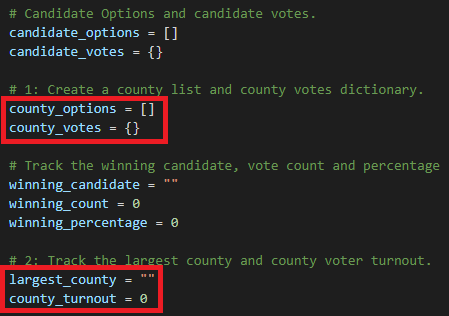 # Candidate Options and candidate votes.
candidate_options = []
candidate_votes = {}
# 1: Create a county list and county votes dictionary.
county_options = []
county_votes = {}
# Track the winning candidate, vote count and percentage
winning_candidate = ""
winning_count = 0
winning_percentage = 0
# 2: Track the largest county and county voter turnout.
largest_county = ""
county_turnout = 0